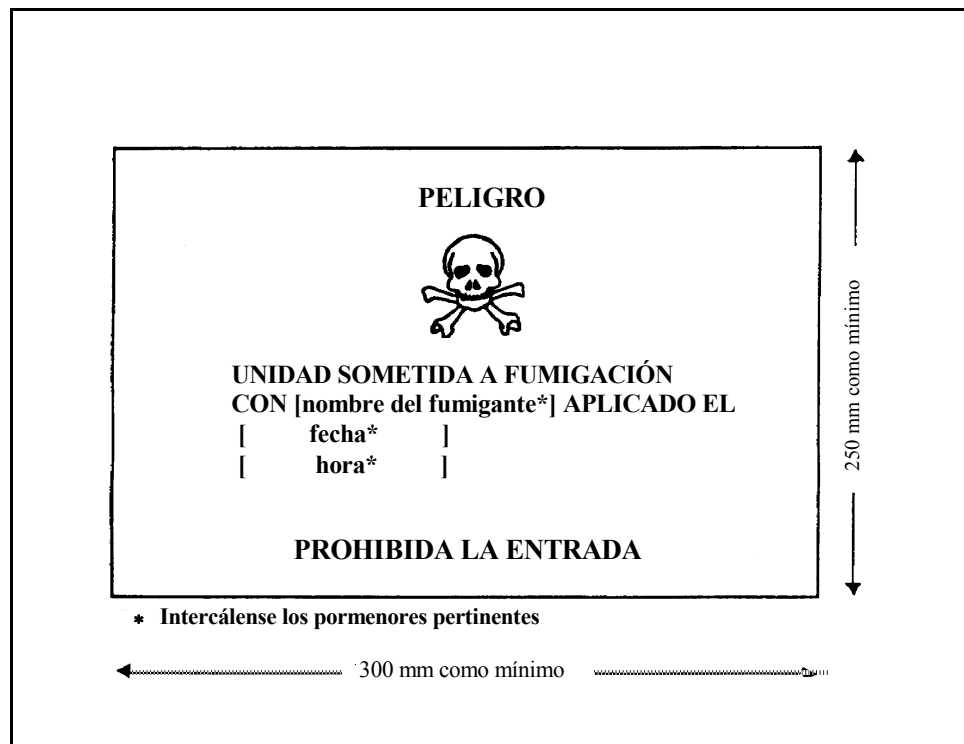 PELIGRO
UNIDAD SOMETIDA A FUMIGACIÓN
CON [nombre del fumigante*] APLICADO EL
[ fecha* ]
[ hora* ]
PROHIBIDA LA ENTRADA
250 mm como mínimo
* Intercálense los pormenores pertinentes
300 mm como mínimo